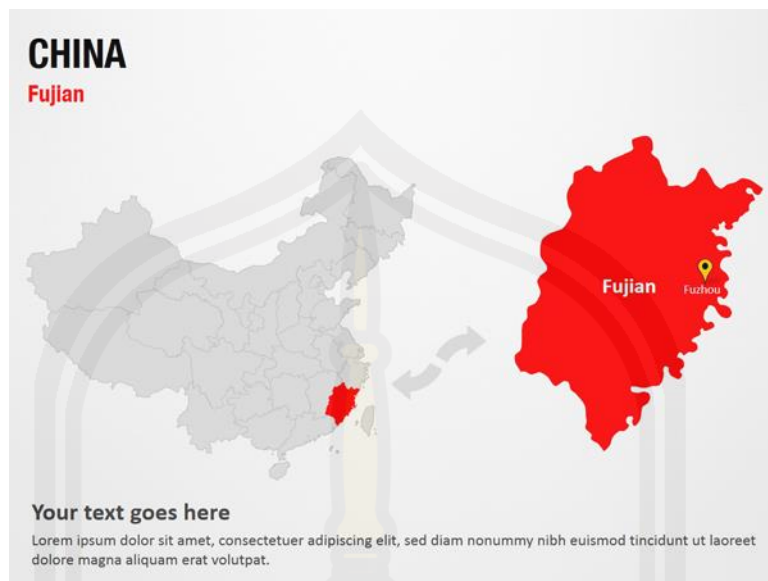 CHINA
Fujian
Fujian
Fuzhou
Your text goes here
Lorem ipsum dolor sit amet, consectetuer adipiscing elit, sed diam nonummy nibh euismod tincidunt ut laoreet
dolore magna aliquam erat volutpat.